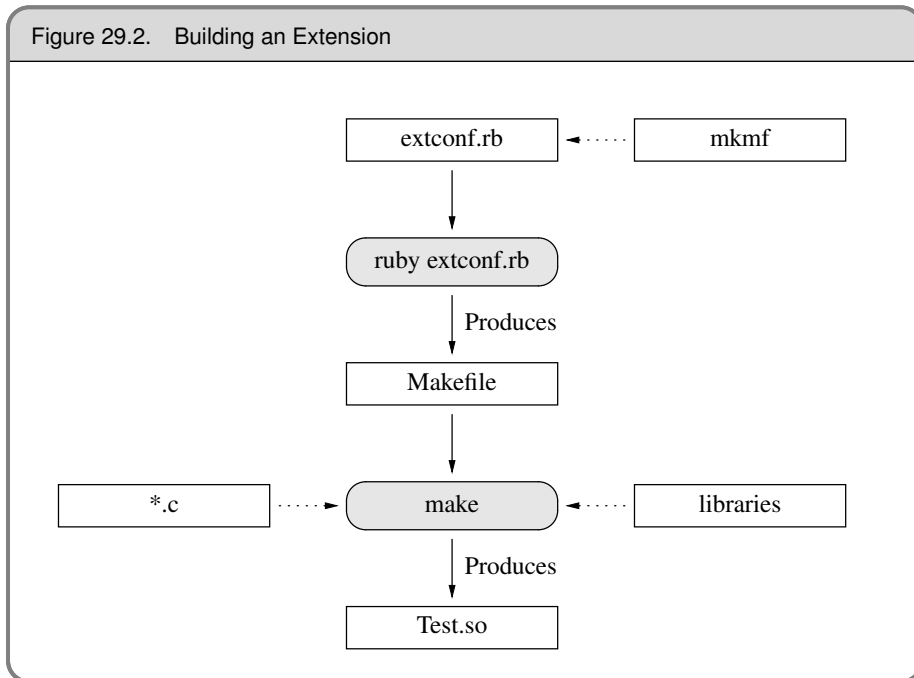 Figure 29.2. Building an Extension
extconf.rb
mkmf
ruby extconf.rb
Produces
Makefile
*.c
make
libraries
Produces
Test.so